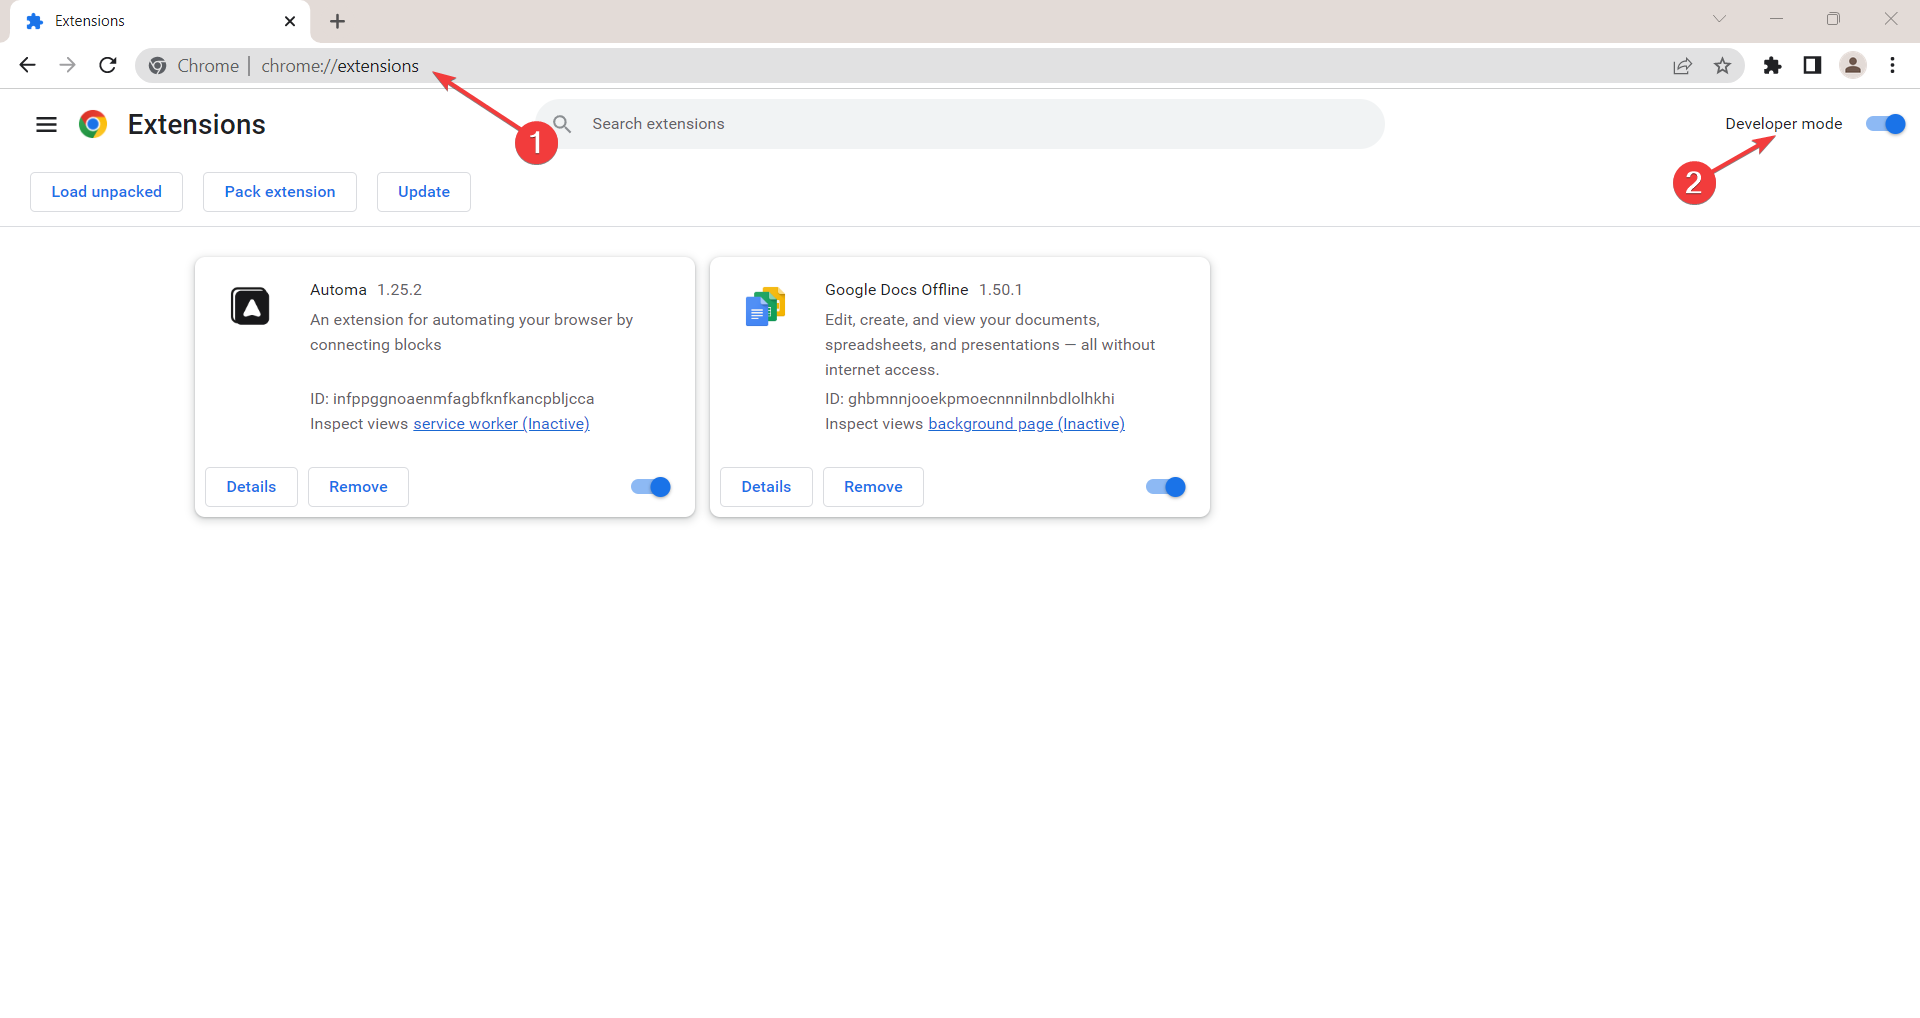 Extensions
Chrome | chrome://extensions
1
Extensions
Search extensions
Developer mode
2
Load unpacked
Pack extension
Update
Automa 1.25.2
An extension for automating your browser by
connecting blocks
ID: infppggnoaenmfagbfknfkancpbljcca
Inspect views service worker (Inactive)
Details
Remove
Google Docs Offline 1.50.1
Edit, create, and view your documents,
spreadsheets, and presentations — all without
internet access.
ID: ghbmnnjooekpmoecnnnilnnbdlolhkhi
Inspect views background page (Inactive)
Details
Remove